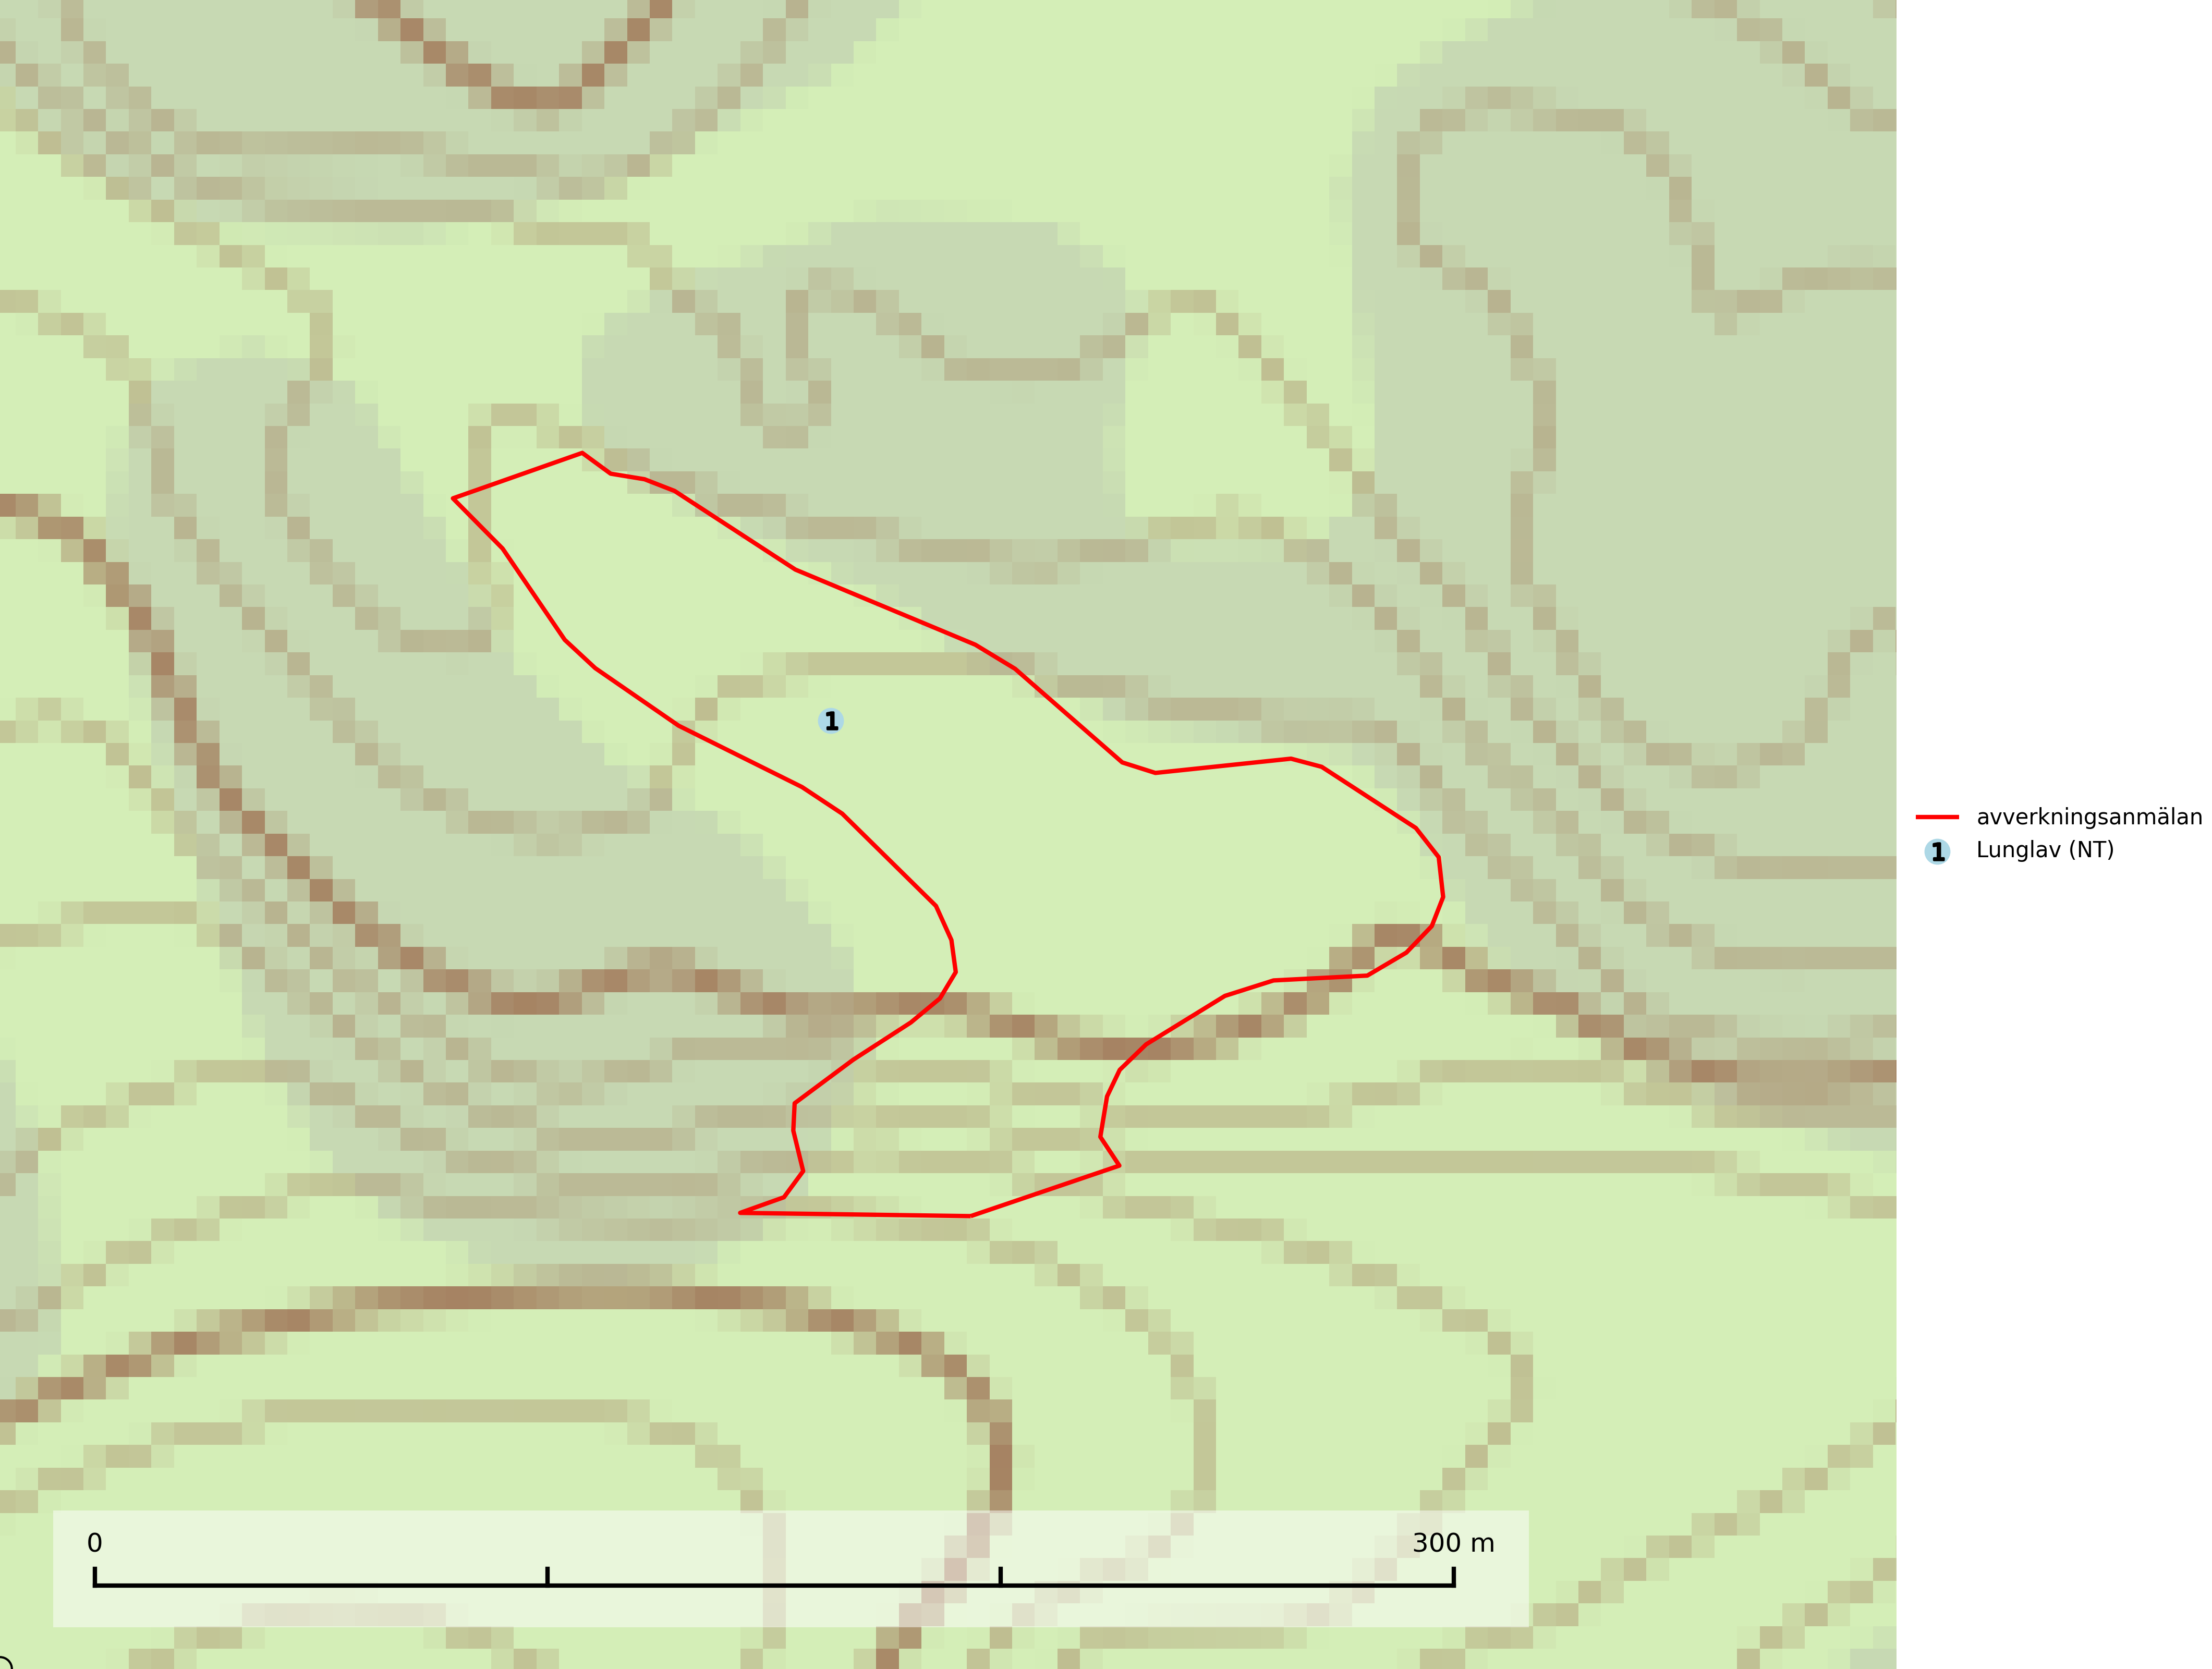 1
avverkningsanmälan
1 Lunglav (NT)
0 300 m